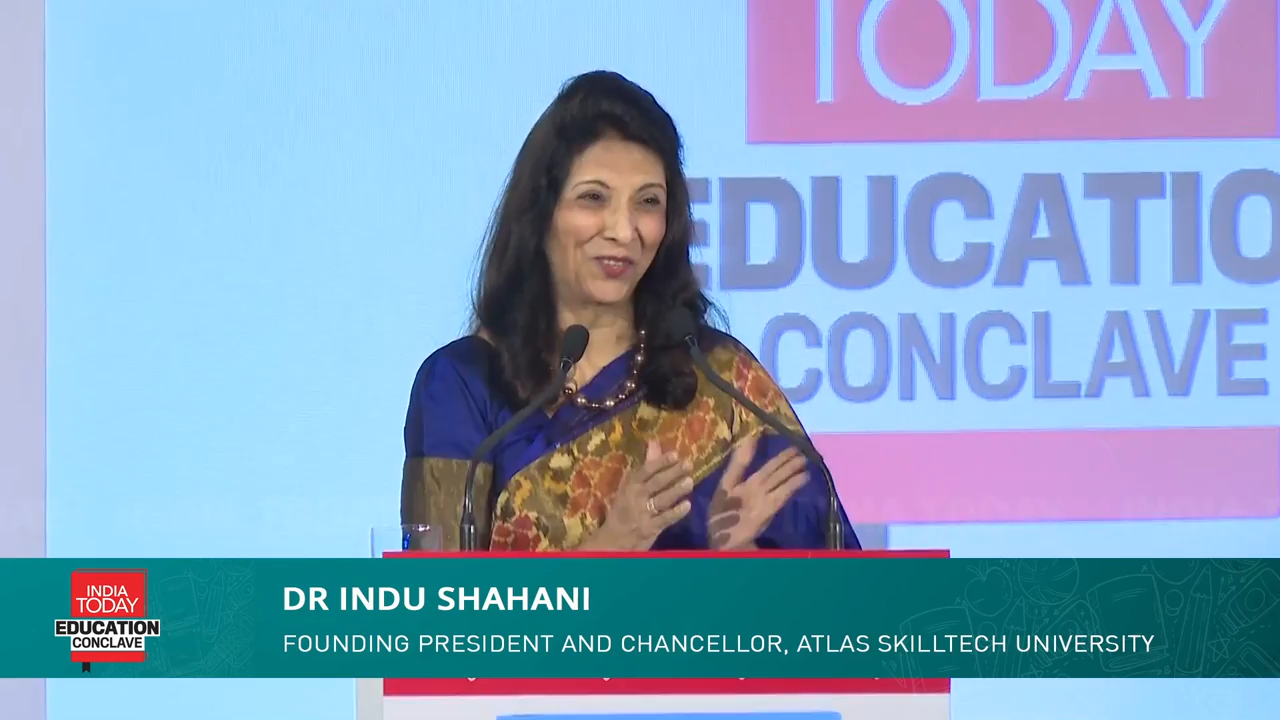 TODAY
EDUCATIO
CONCLAVE
DR INDU SHAHANI
FOUNDING PRESIDENT AND CHANCELLOR, ATLAS SKILLTECH UNIVERSITY
INDIA
TODAY
EDUCATION
CONCLAVE